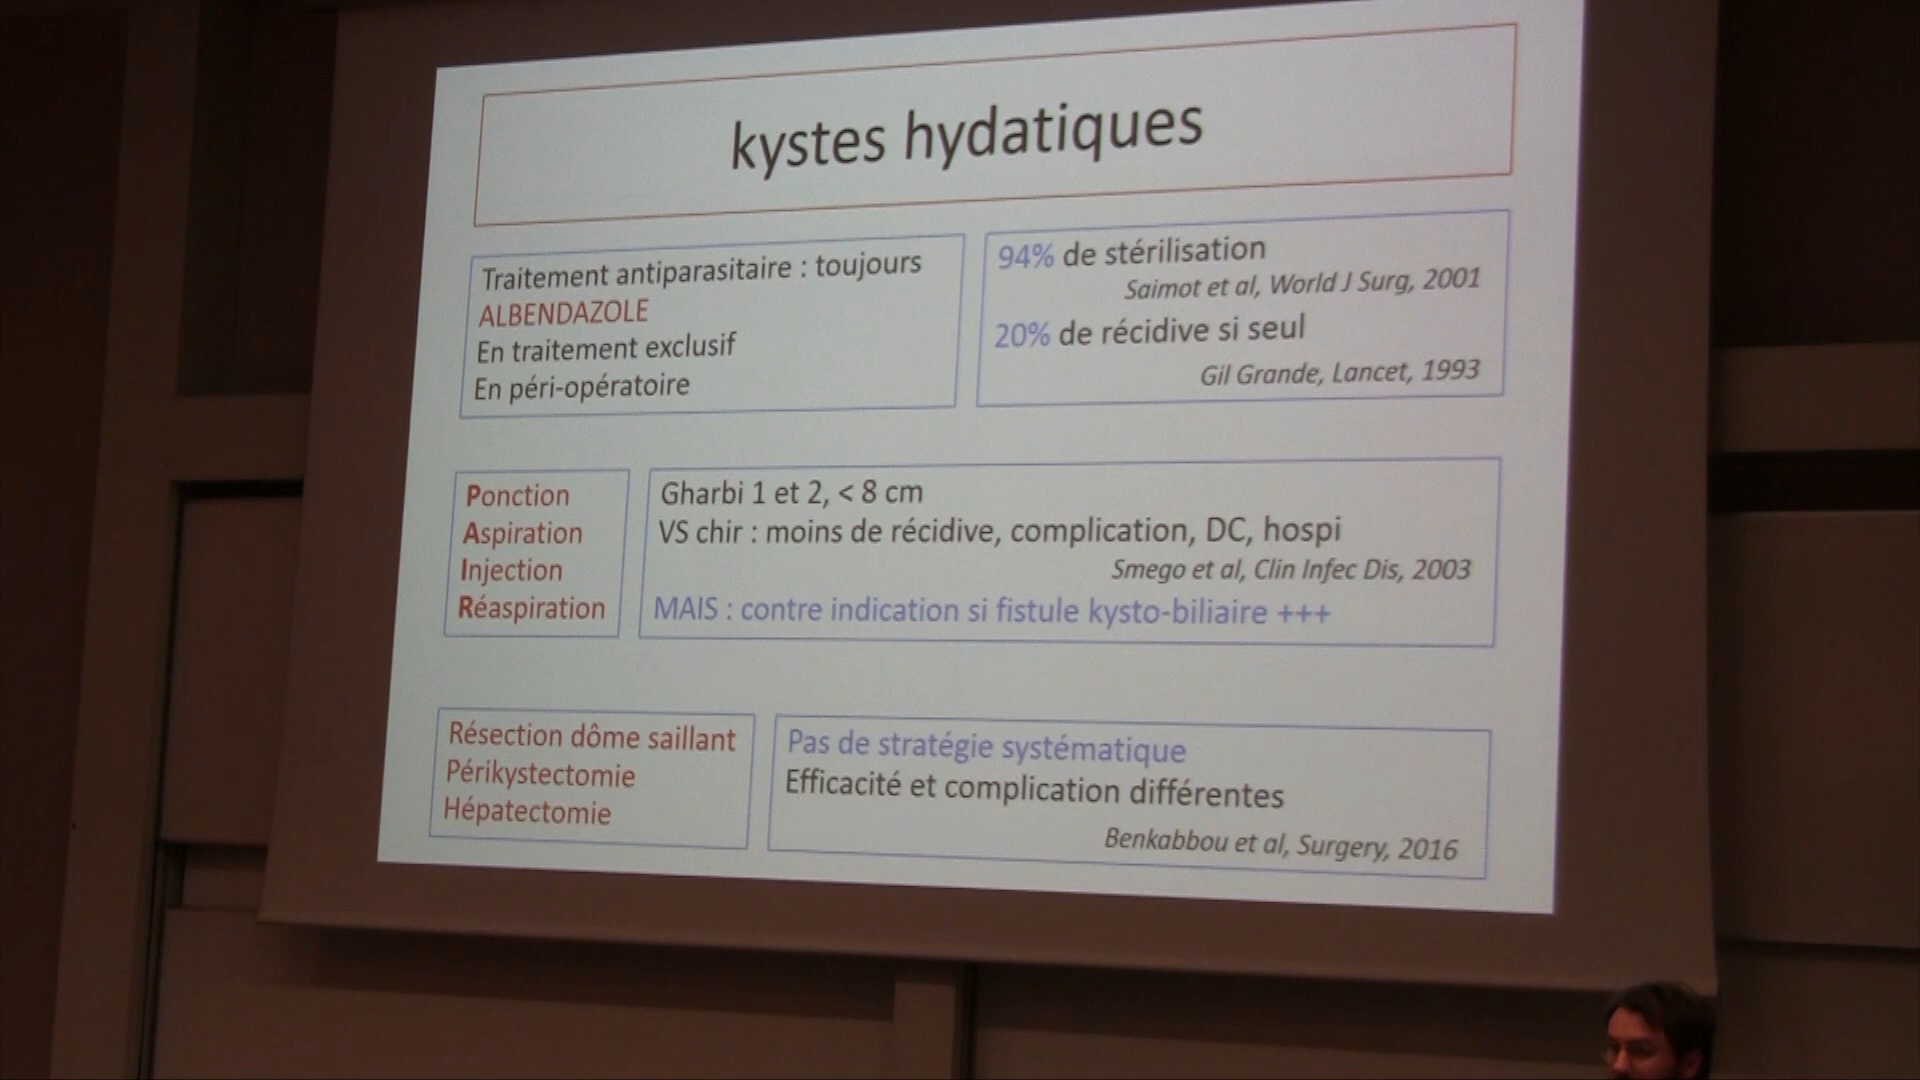 kystes hydatiques
Traitement antiparasitaire : toujours
ALBENDAZOLE
En traitement exclusif
En péri-opératoire
94% de stérilisation
Saimot et al, World J Surg, 2001
20% de récidive si seul
Gil Grande, Lancet, 1993
Ponction
Aspiration
Injection
Réaspiration
Gharbi 1 et 2, < 8 cm
VS chir : moins de récidive, complication, DC, hospi
Smego et al, Clin Infec Dis, 2003
MAIS : contre indication si fistule kysto-biliaire +++
Résection dôme saillant
Périkystectomie
Hépatectomie
Pas de stratégie systématique
Efficacité et complication différentes
Benkabbou et al, Surgery, 2016